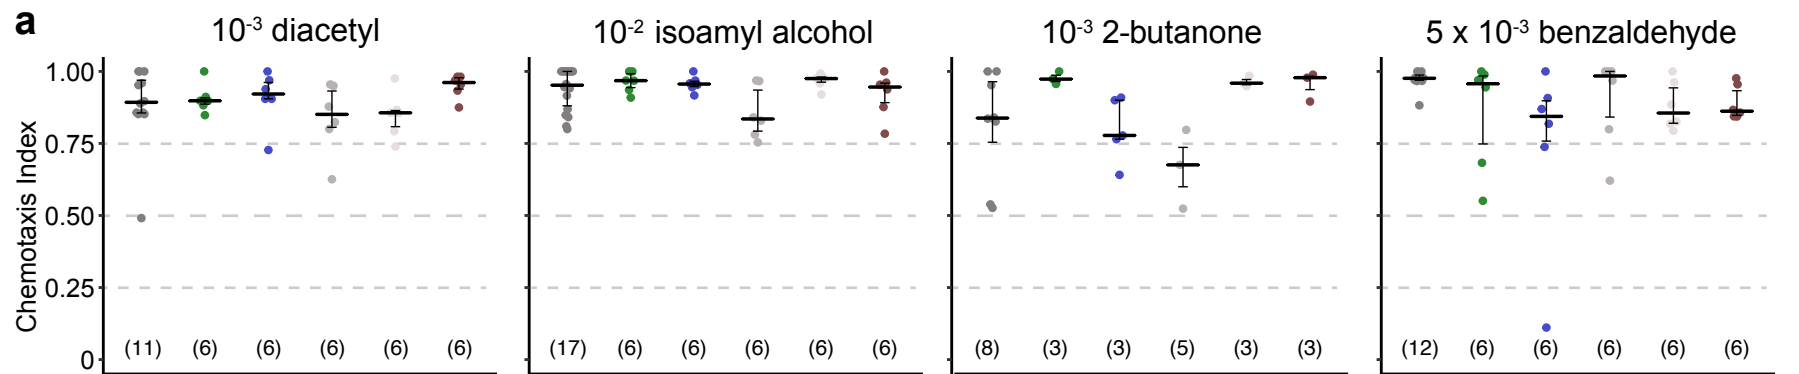 a
10-3 diacetyl
10-2 isoamyl alcohol
10-3 2-butanone
5 x 10-3 benzaldehyde
Chemotaxis Index
1.00
0.75
0.50
0.25
0
(11) (6) (6) (6) (6) (6)
(17) (6) (6) (6) (6) (6)
(8) (3) (3) (5) (3) (3)
(12) (6) (6) (6) (6) (6)